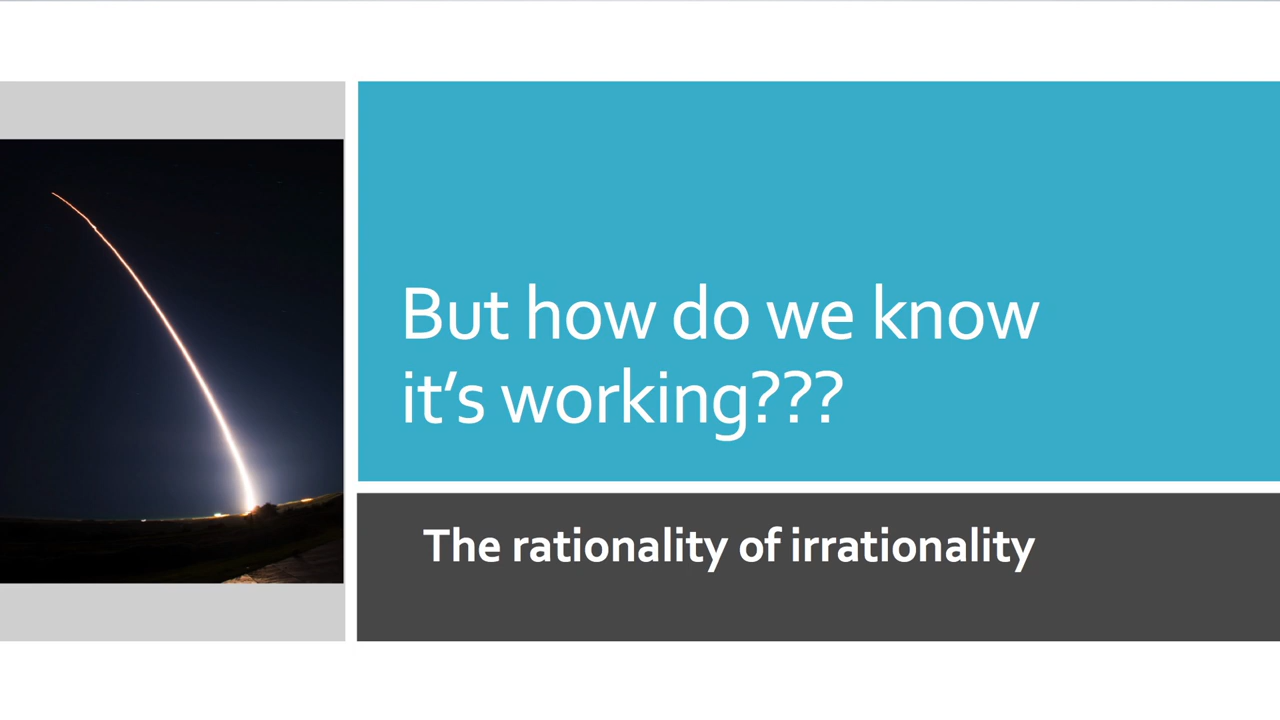 But how do we know
it’s working???
The rationality of irrationality